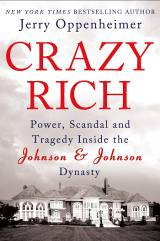 NEW YORK TIMES BESTSELLING AUTHOR
Jerry Oppenheimer
CRAZY
RICH
Power, Scandal and
Tragedy Inside the
Johnson & Johnson
Dynasty